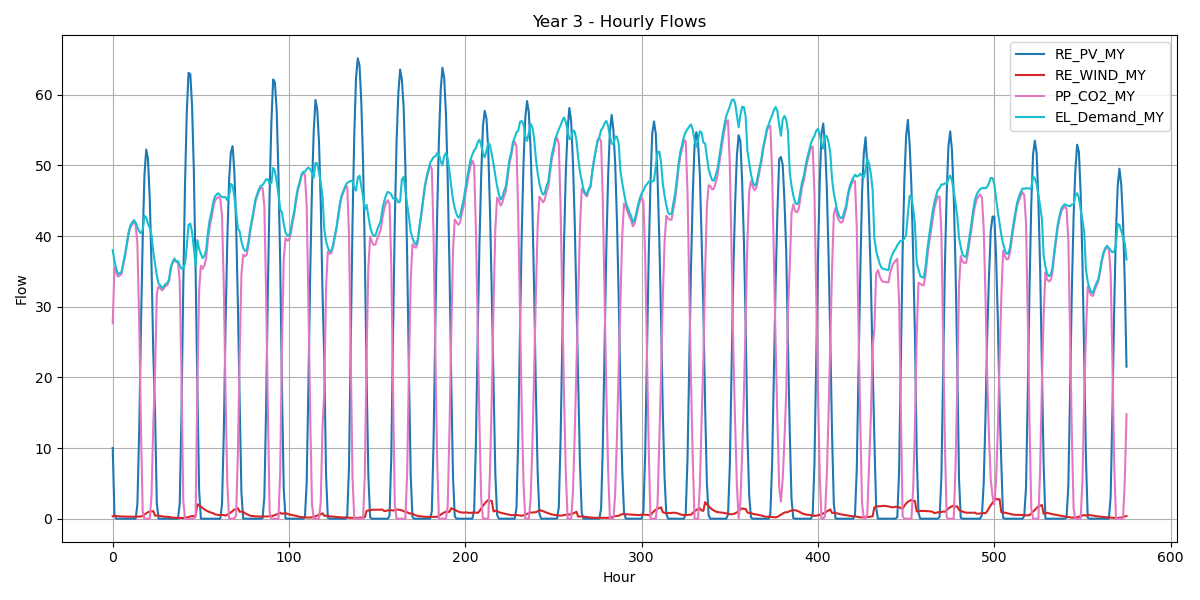 Year 3 - Hourly Flows
RE_PV_MY
RE_WIND_MY
PP_CO2_MY
EL_Demand_MY
Flow
60
50
40
30
20
10
0
0 100 200 300 400 500 600
Hour